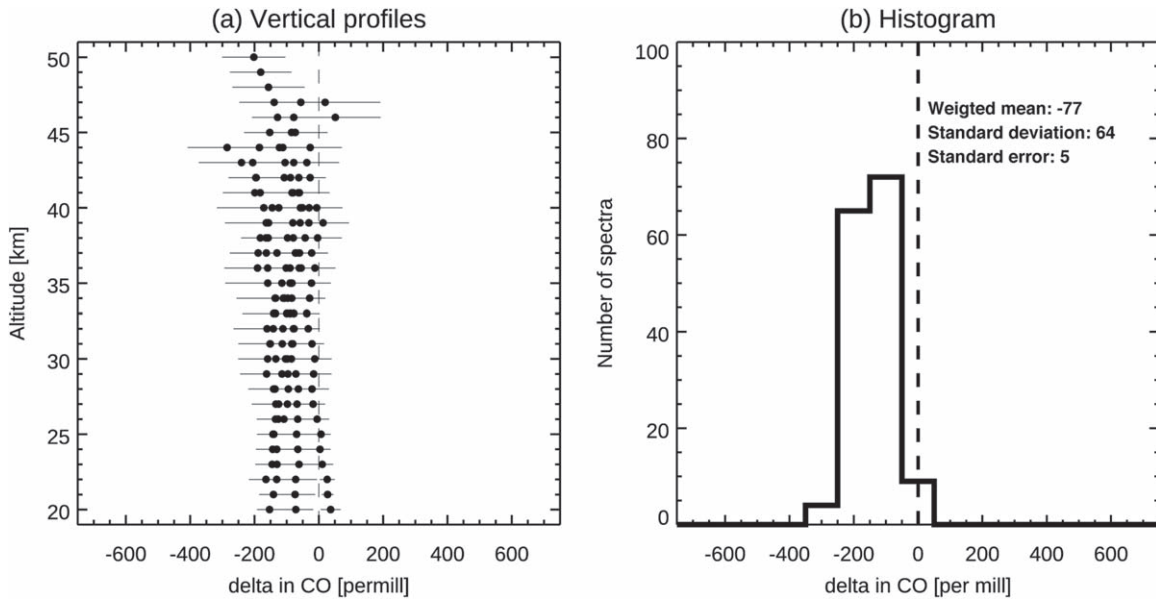 (a) Vertical profiles
50
45
40
35
30
25
20
Altitude [km]
-600 -400 -200 0 200 400 600
delta in CO [permill]
(b) Histogram
100
80
60
40
20
0
Number of spectra
Weigted mean: -77
Standard deviation: 64
Standard error: 5
-600 -400 -200 0 200 400 600
delta in CO [per mill]